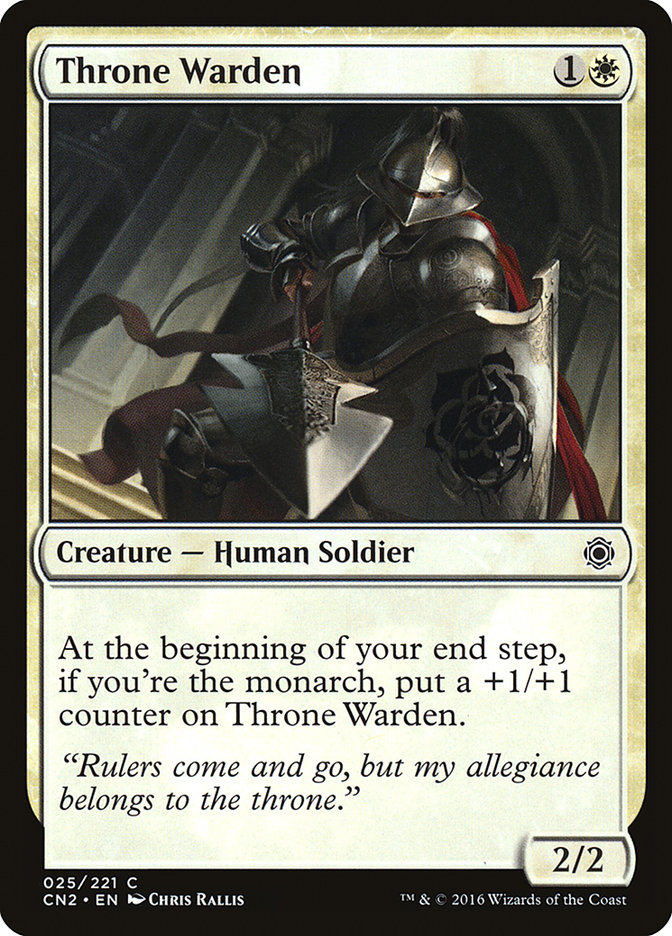 Throne Warden 1
Creature — Human Soldier
At the beginning of your end step,
if you're the monarch, put a +1/+1
counter on Throne Warden.
“Rulers come and go, but my allegiance
belongs to the throne.”
2/2
025/221 C
CN2 • EN Chris Rallis
™ & © 2016 Wizards of the Coast